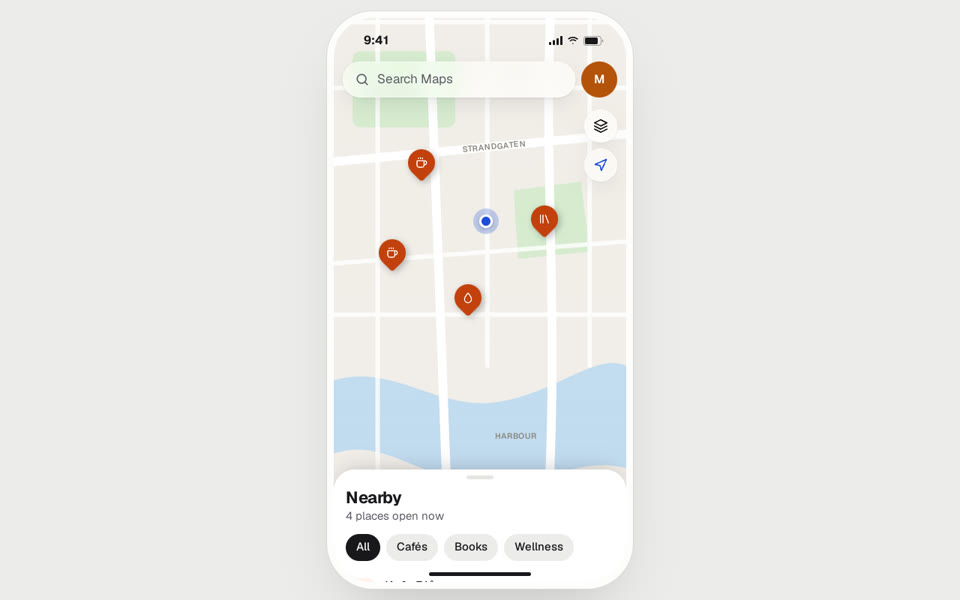 9:41
Search Maps
M
STRANDGATEN
HARBOUR
Nearby
4 places open now
All
Cafés
Books
Wellness